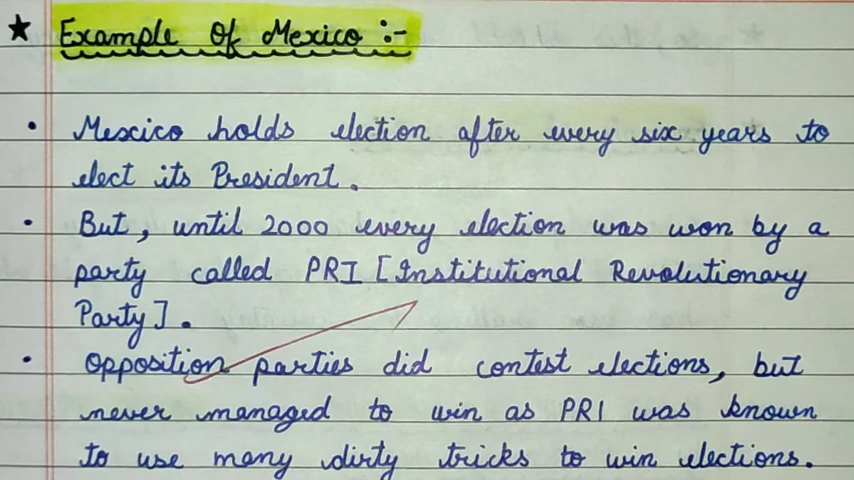 ★ Example Of Mexico :-
• Mexico holds election after every six years to
elect its President.
• But, until 2000 every election was won by a
party called PRI [Institutional Revolutionary
Party].
• Opposition parties did contest elections, but
never managed to win as PRI was known
to use many dirty tricks to win elections.